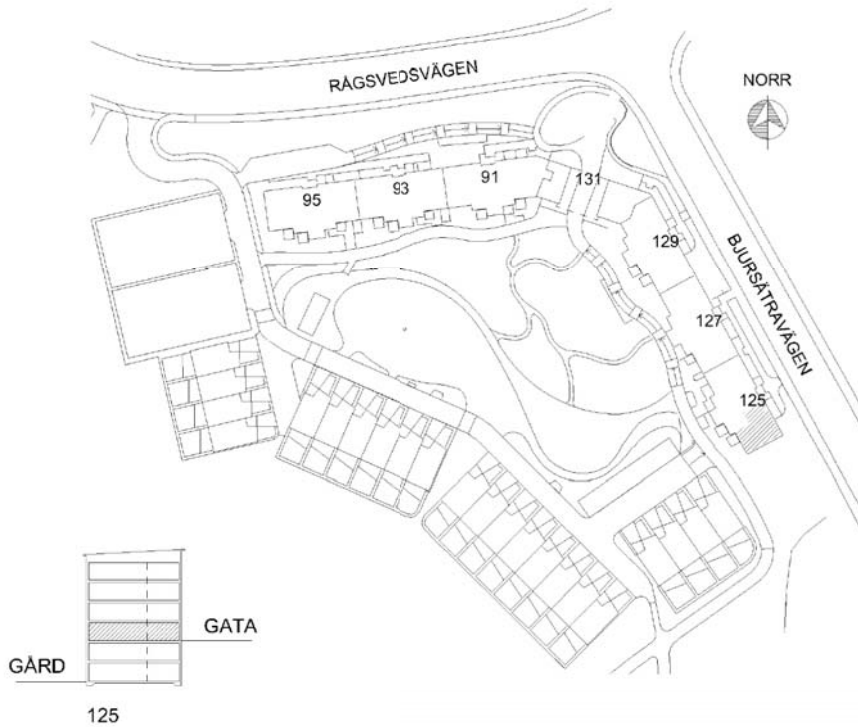 RÅGSVEDSVÄGEN
NORR
91
131
93
95
129
BJURSÄTRAVÄGEN
127
125
GATA
GÅRD
125